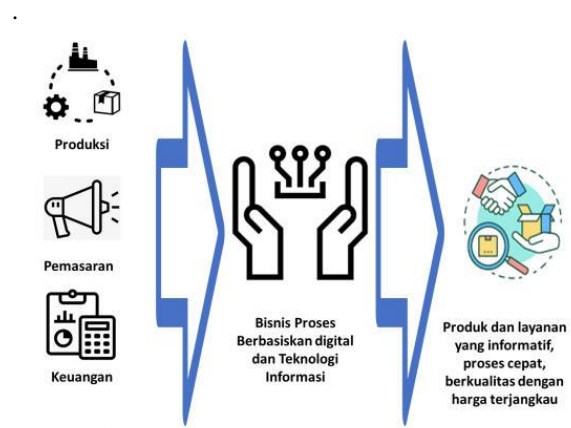 .
Produksi
Pemasaran
Keuangan
Bisnis Proses
Berbasiskan digital
dan Teknologi
Informasi
Produk dan layanan
yang informatif,
proses cepat,
berkualitas dengan
harga terjangkau